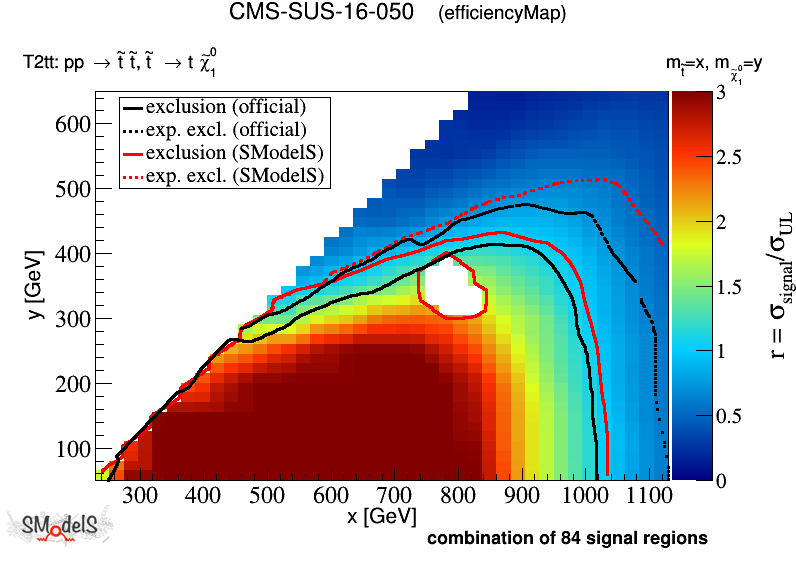 CMS-SUS-16-050 (efficiencyMap)
T2tt: pp → t̃ t̃, t̃ → t χ̃₁⁰
m_t̃=x, m_χ̃₁⁰=y
exclusion (official)
exp. excl. (official)
exclusion (SModelS)
exp. excl. (SModelS)
600
500
400
300
200
100
y [GeV]
300 400 500 600 700 800 900 1000 1100
x [GeV]
3
2.5
2
1.5
1
0.5
0
r = σ_signal/σ_UL
SModelS
combination of 84 signal regions